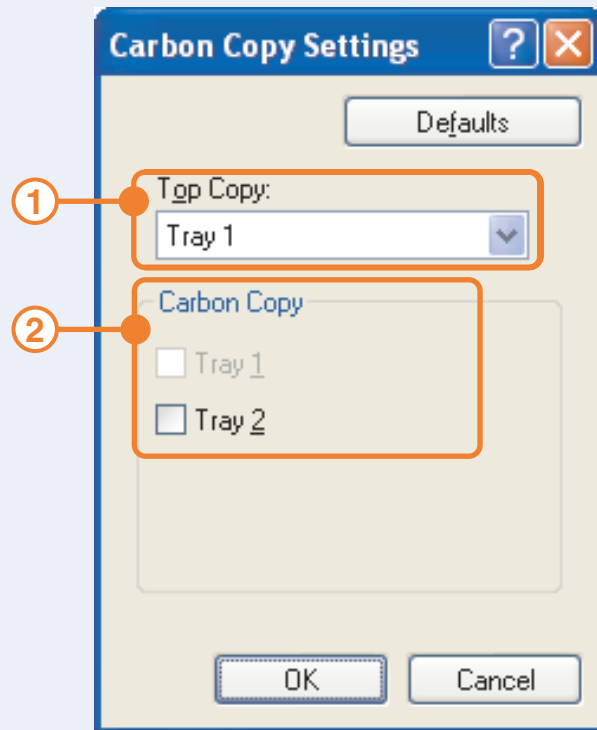 Carbon Copy Settings
?
Defaults
1
Top Copy:
Tray 1
2
Carbon Copy
Tray 1
Tray 2
OK
Cancel